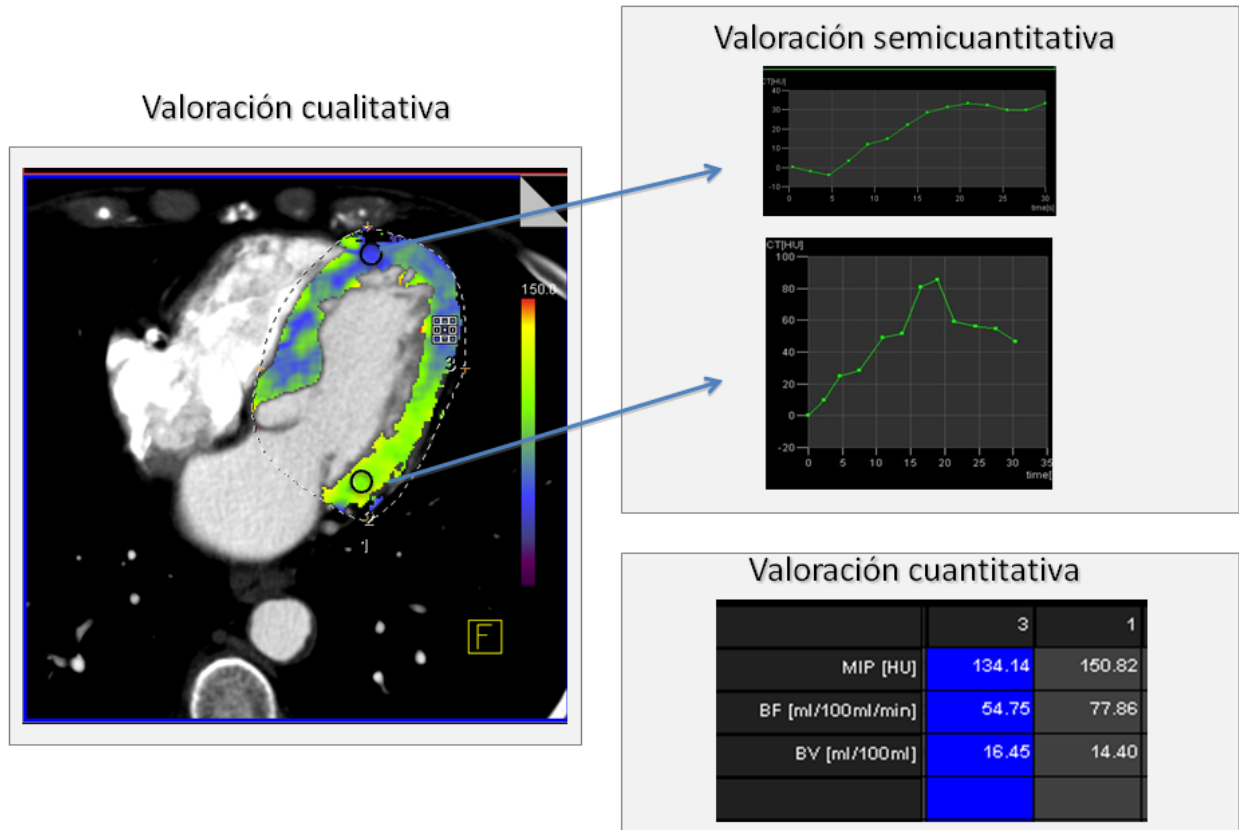 Valoración cualitativa
150.0
3
2
1
F
Valoración semicuantitativa
CT[HU]
40
30
20
10
0
-10
0 5 10 15 20 25 30
time[s]
CT[HU]
100
80
60
40
20
0
-20
0 5 10 15 20 25 30 35
time[
Valoración cuantitativa
3 1
MIP [HU] 134.14 150.82
BF [ml/100ml/min] 54.75 77.86
BV [ml/100ml] 16.45 14.40